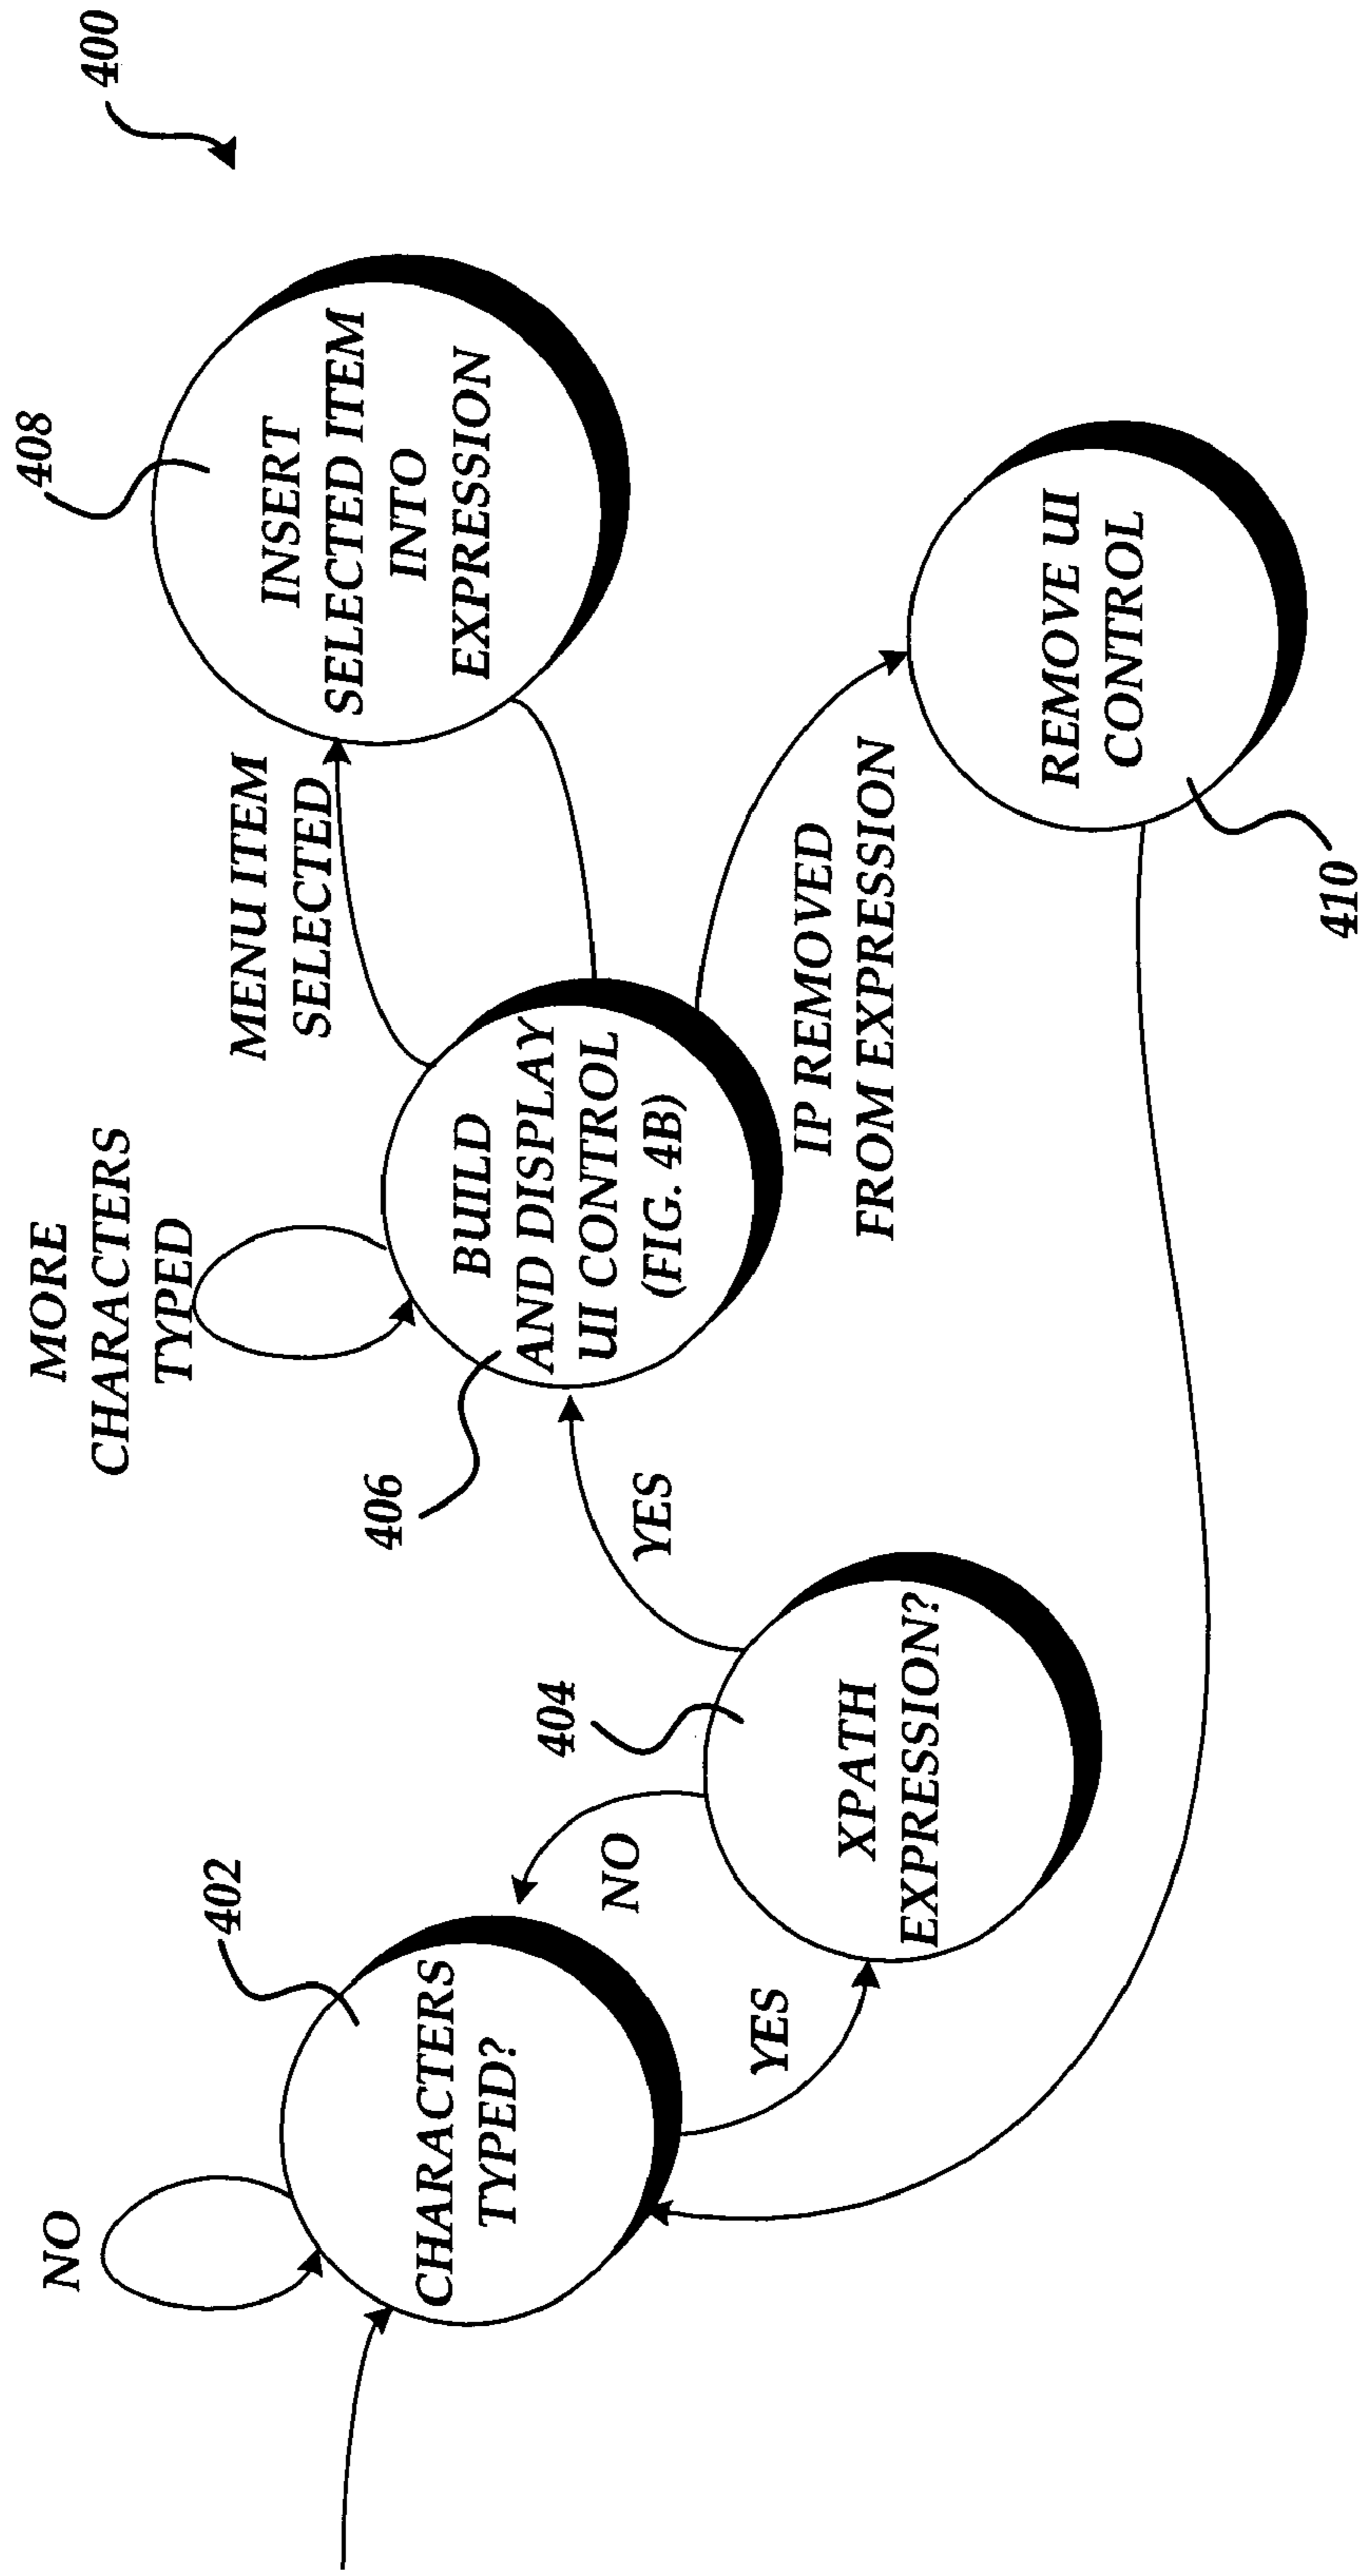 400
408
INSERT
SELECTED ITEM
INTO
EXPRESSION
MENU ITEM
SELECTED
MORE
CHARACTERS
TYPED
406
BUILD
AND DISPLAY
UI CONTROL
(FIG. 4B)
IP REMOVED
FROM EXPRESSION
REMOVE UI
CONTROL
410
YES
404
XPATH
EXPRESSION?
NO
402
CHARACTERS
TYPED?
YES
NO